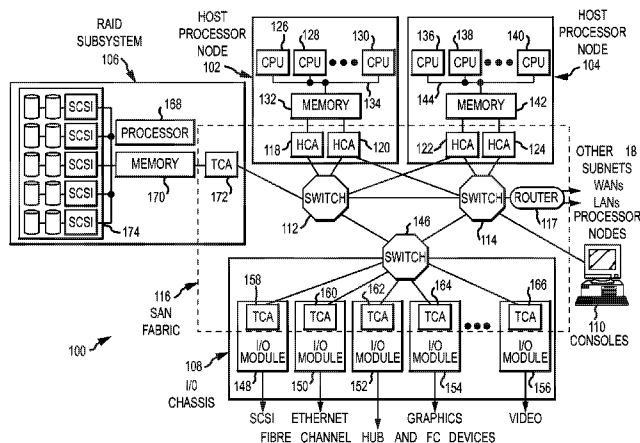 RAID
SUBSYSTEM
106
HOST
PROCESSOR
NODE
102
126 128 130
CPU CPU CPU
132 MEMORY 134
118 HCA HCA 120
136 138 140
CPU CPU CPU
144 MEMORY 142
122 HCA HCA 124
HOST
PROCESSOR
NODE
104
SCSI
SCSI
SCSI
SCSI
SCSI
174
168
PROCESSOR
MEMORY
170
TCA
172
SWITCH
112
SWITCH
114
ROUTER
117
OTHER 18
SUBNETS
WANs
LANs
PROCESSOR
NODES
146
SWITCH
110
CONSOLES
116
SAN
FABRIC
100
108
I/O
CHASSIS
158 160 162 164 166
TCA TCA TCA TCA TCA
I/O MODULE I/O MODULE I/O MODULE I/O MODULE I/O MODULE
148 150 152 154 156
SCSI ETHERNET GRAPHICS VIDEO
FIBRE CHANNEL HUB AND FC DEVICES